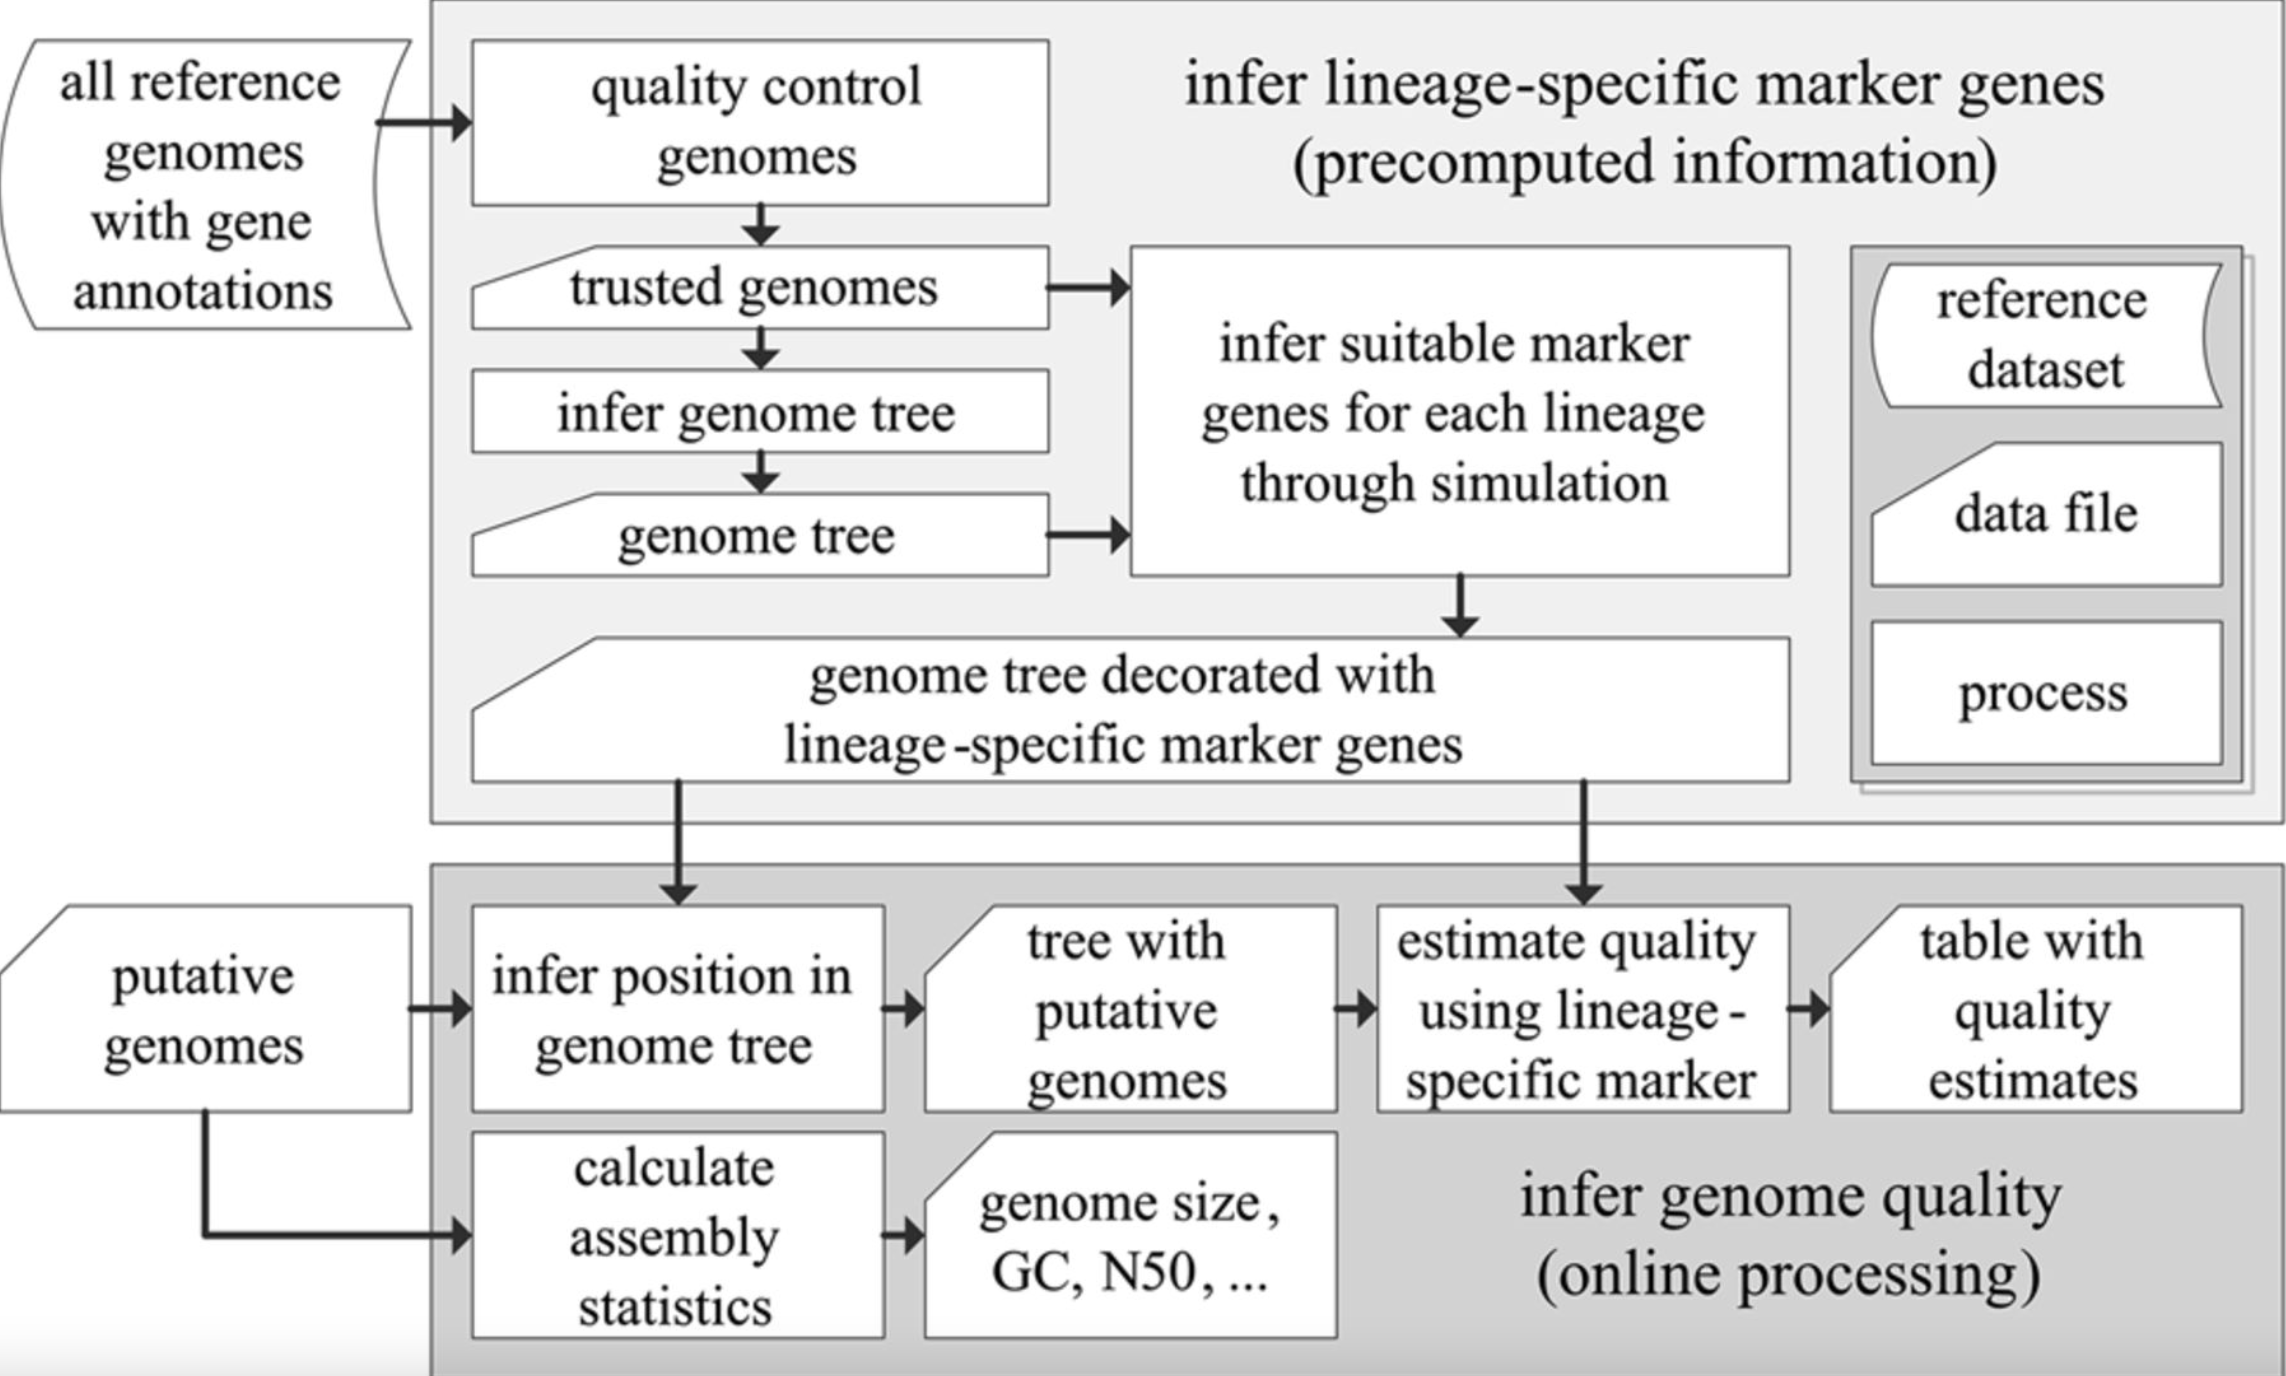 all reference
genomes
with gene
annotations
quality control
genomes
infer lineage-specific marker genes
(precomputed information)
trusted genomes
infer genome tree
genome tree
infer suitable marker
genes for each lineage
through simulation
reference
dataset
data file
process
genome tree decorated with
lineage-specific marker genes
putative
genomes
infer position in
genome tree
tree with
putative
genomes
estimate quality
using lineage-
specific marker
table with
quality
estimates
calculate
assembly
statistics
genome size,
GC, N50, ...
infer genome quality
(online processing)